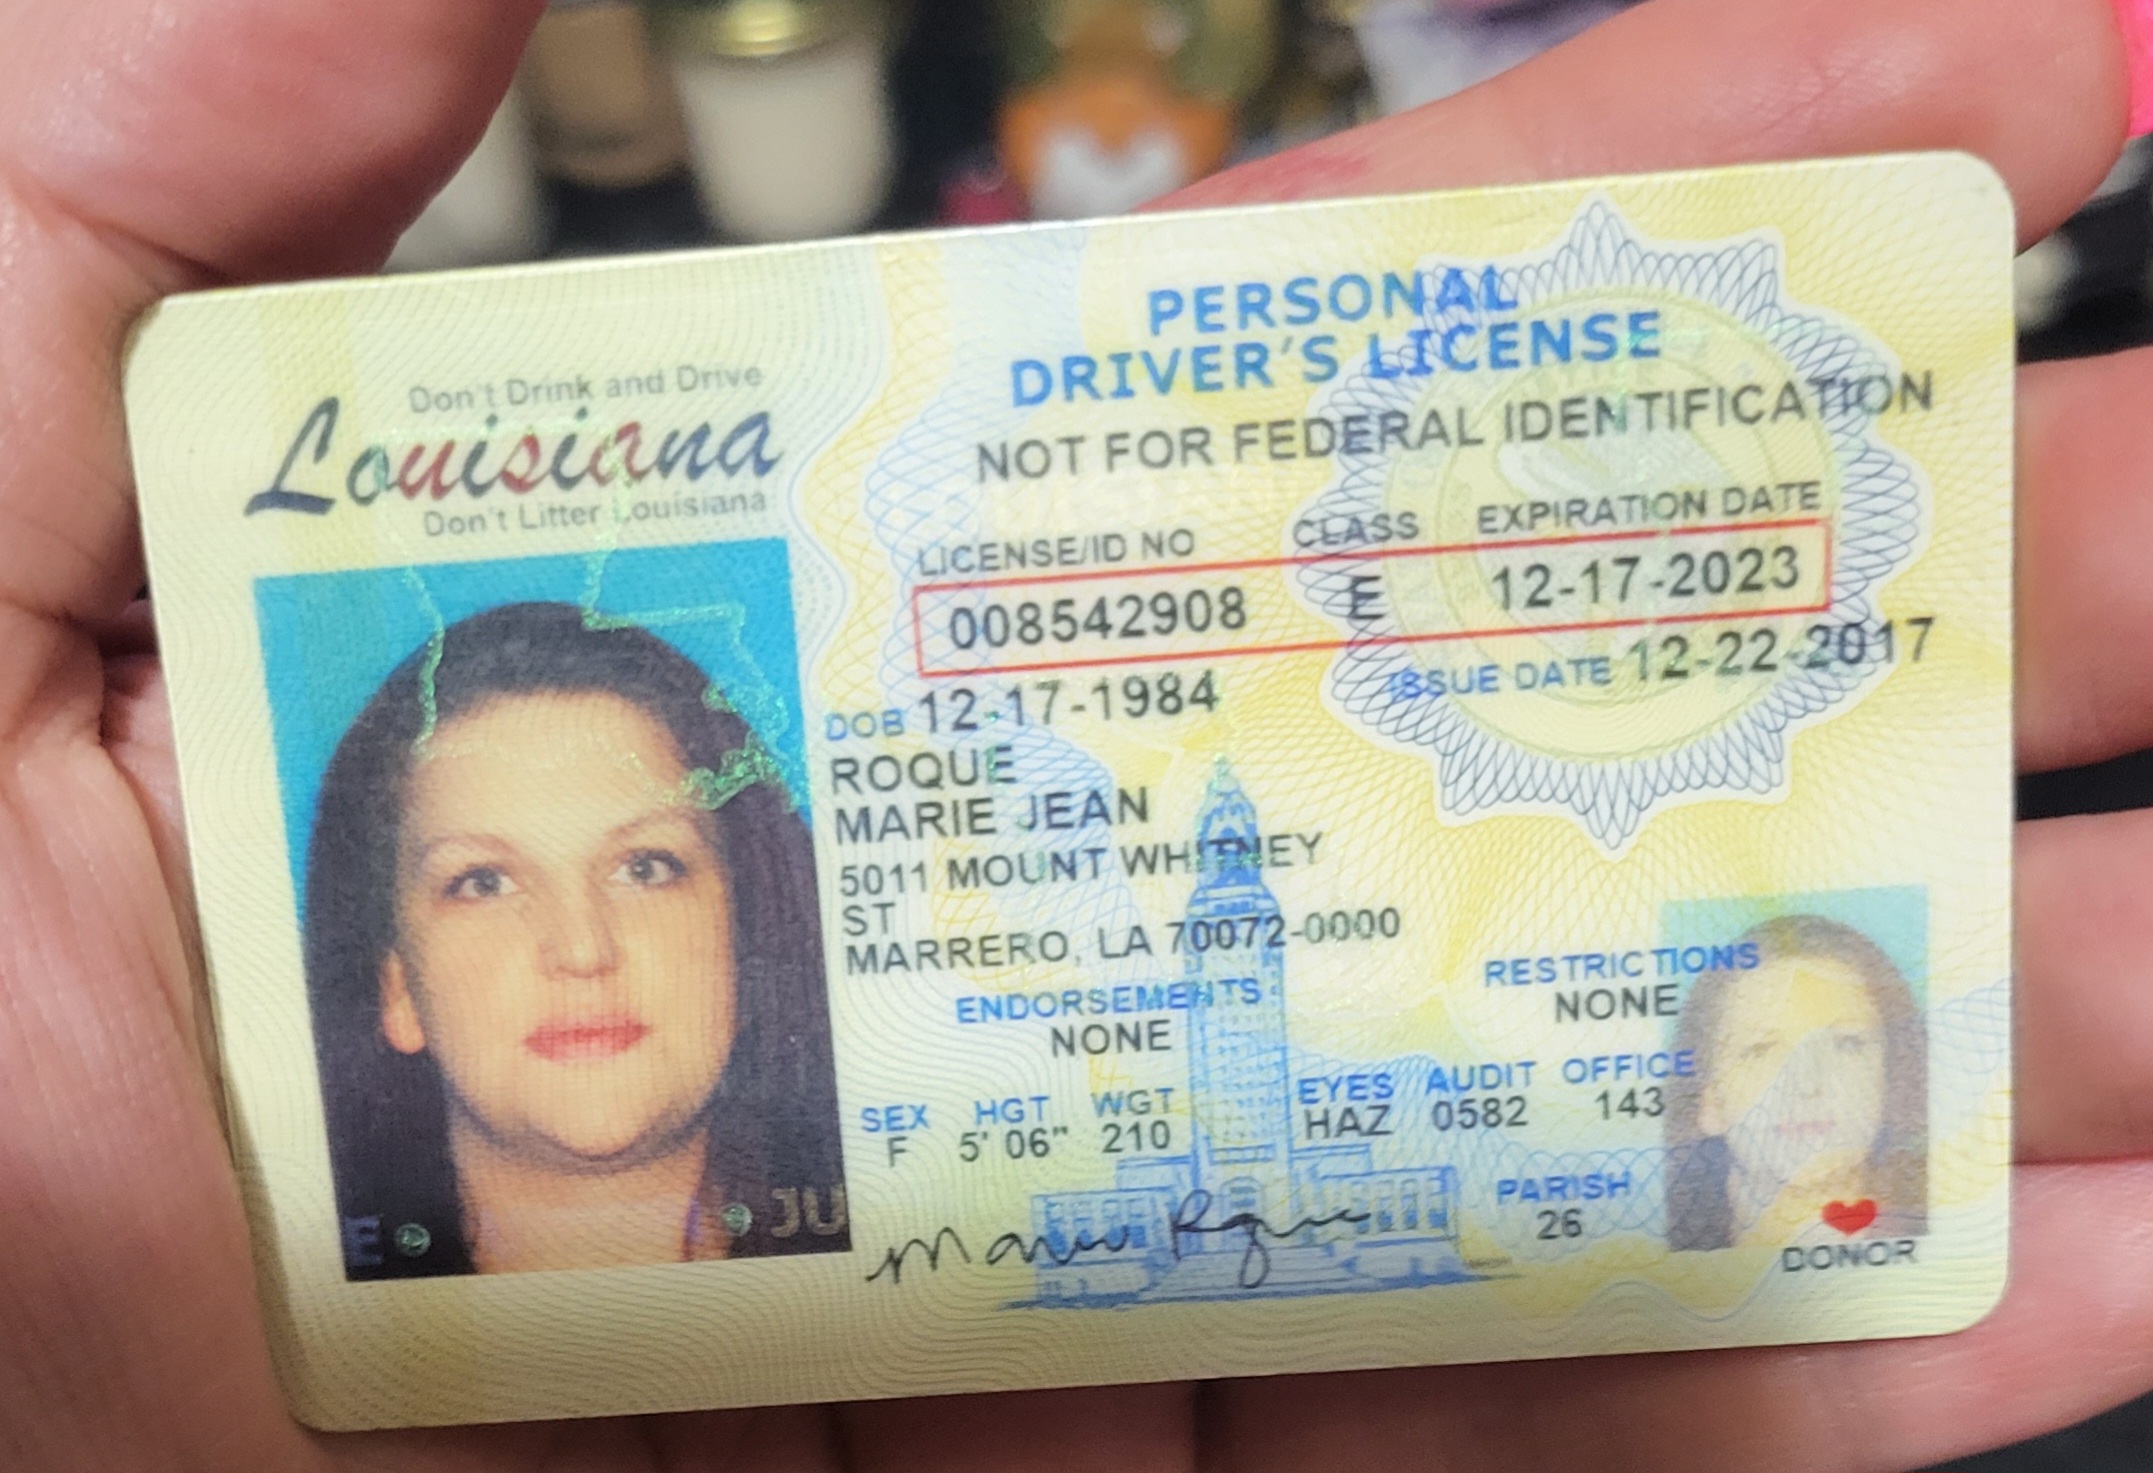 Don't Drink and Drive
Louisiana
Don't Litter Louisiana
PERSONAL
DRIVER'S LICENSE
NOT FOR FEDERAL IDENTIFICATION
LICENSE/ID NO CLASS EXPIRATION DATE
008542908 E 12-17-2023
ISSUE DATE 12-22-2017
DOB 12-17-1984
ROQUE
MARIE JEAN
5011 MOUNT WHITNEY
ST
MARRERO, LA 70072-0000
ENDORSEMENTS
NONE
RESTRICTIONS
NONE
SEX HGT WGT EYES AUDIT OFFICE
F 5' 06" 210 HAZ 0582 143
PARISH
26
Marie Roque
JU
DONOR